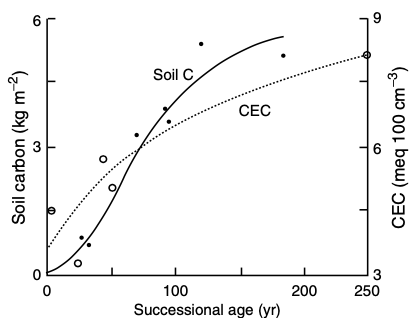 6
9
Soil C
CEC
3
6
0
3
0
100
200
250
Successional age (yr)
Soil carbon (kg m⁻²)
CEC (meq 100 cm⁻³)